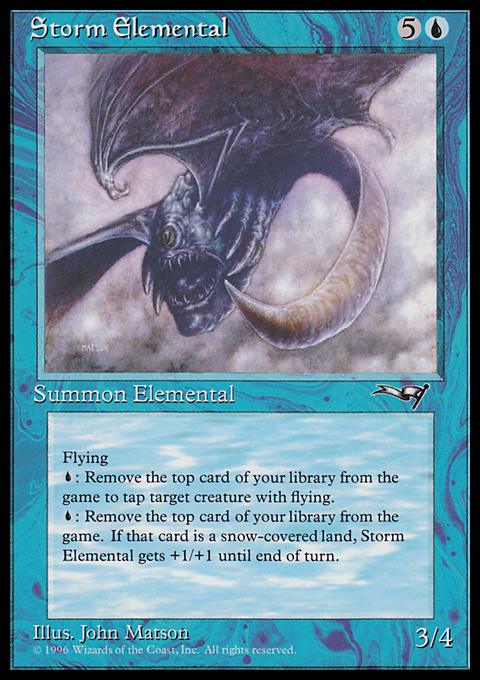 Storm Elemental 5
MATSON
Summon Elemental
Flying
: Remove the top card of your library from the
game to tap target creature with flying.
: Remove the top card of your library from the
game. If that card is a snow-covered land, Storm
Elemental gets +1/+1 until end of turn.
Illus. John Matson
3/4
© 1996 Wizards of the Coast, Inc. All rights reserved.